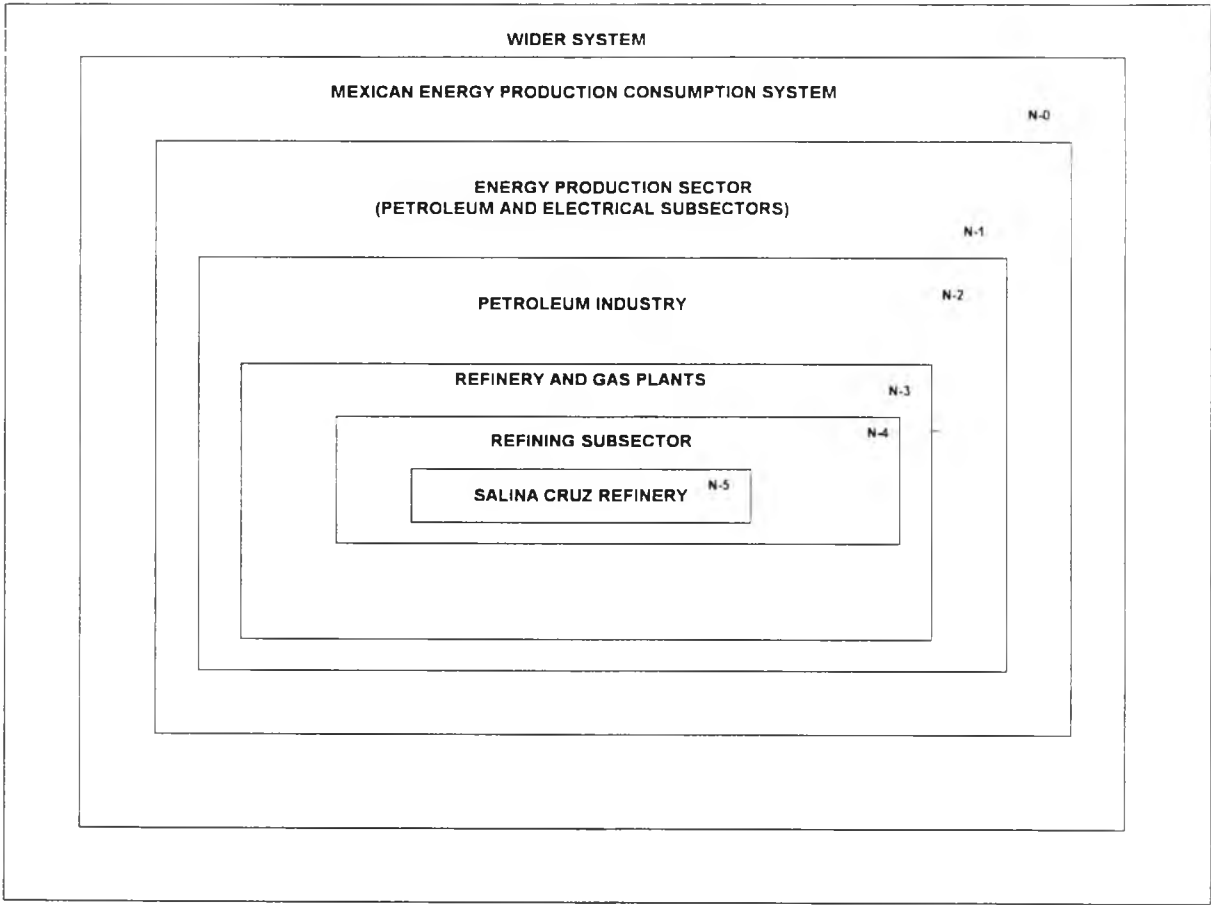 WIDER SYSTEM
MEXICAN ENERGY PRODUCTION CONSUMPTION SYSTEM
N-0
ENERGY PRODUCTION SECTOR
(PETROLEUM AND ELECTRICAL SUBSECTORS)
N-1
PETROLEUM INDUSTRY
N-2
REFINERY AND GAS PLANTS
N-3
REFINING SUBSECTOR
N-4
SALINA CRUZ REFINERY
N-5